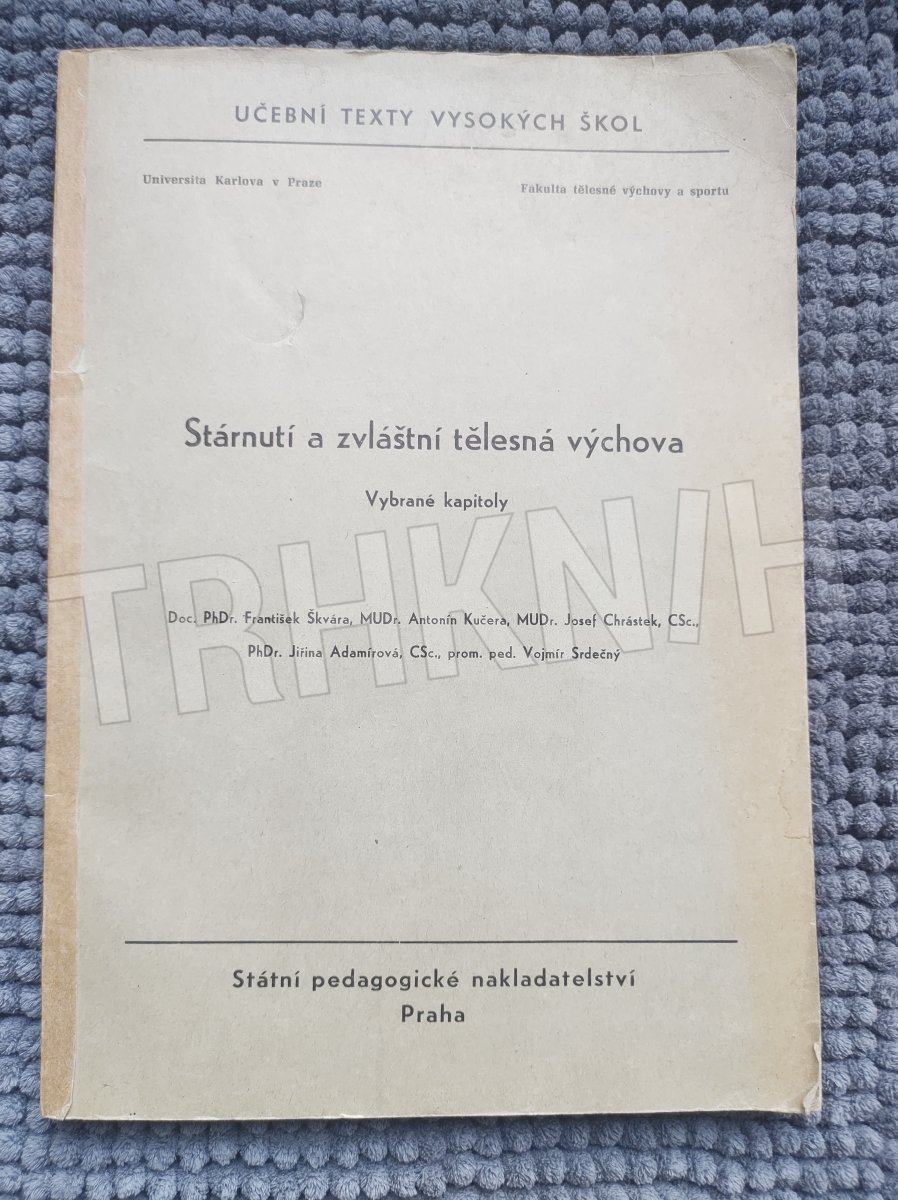 UČEBNÍ TEXTY VYSOKÝCH ŠKOL
Universita Karlova v Praze
Fakulta tělesné výchovy a sportu
Stárnutí a zvláštní tělesná výchova
Vybrané kapitoly
Doc. PhDr. František Škvára, MUDr. Antonín Kučera, MUDr. Josef Chrástek, CSc.,
PhDr. Jiřina Adamírová, CSc., prom. ped. Vojmír Srdečný
TRHKNIH
Státní pedagogické nakladatelství
Praha